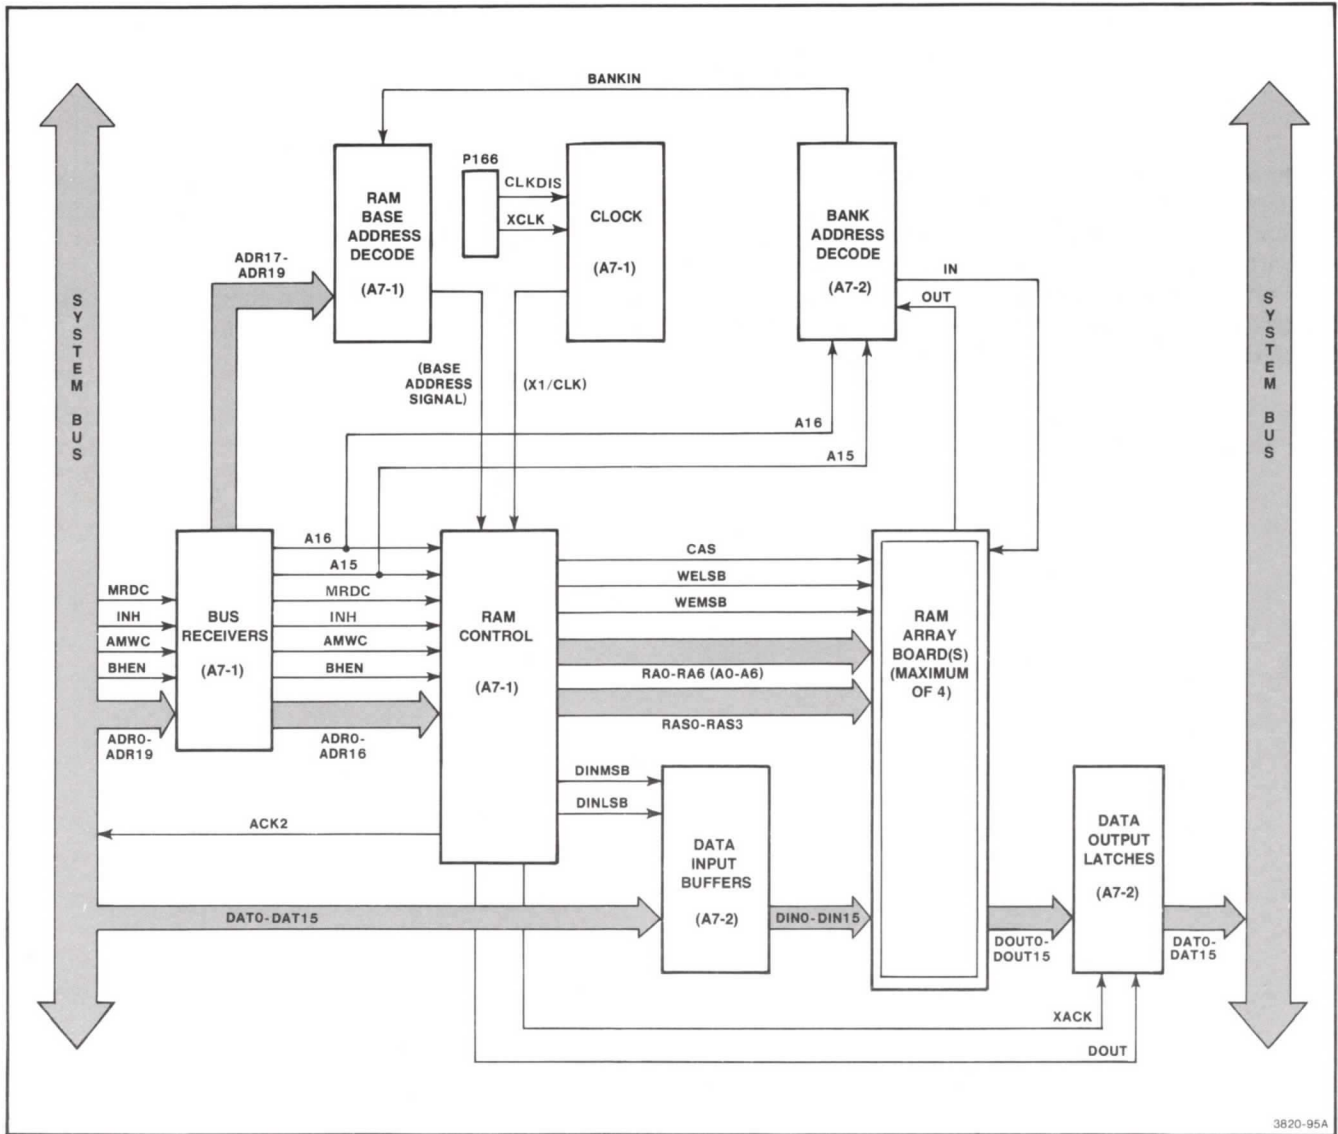 BANKIN
P166
CLKDIS
XCLK
RAM
BASE
ADDRESS
DECODE
(A7-1)
CLOCK
(A7-1)
BANK
ADDRESS
DECODE
(A7-2)
IN
OUT
ADR17-
ADR19
SYSTEM BUS
SYSTEM BUS
(BASE
ADDRESS
SIGNAL)
(X1/CLK)
A16
A15
A16
A15
MRDC
INH
AMWC
BHEN
MRDC
INH
AMWC
BHEN
BUS
RECEIVERS
(A7-1)
RAM
CONTROL
(A7-1)
CAS
WELSB
WEMSB
RA0-RA6 (A0-A6)
RAS0-RAS3
RAM
ARRAY
BOARD(S)
(MAXIMUM
OF 4)
ADR0-
ADR19
ADR0-
ADR16
DINMSB
DINLSB
ACK2
DATA
INPUT
BUFFERS
(A7-2)
DATA
OUTPUT
LATCHES
(A7-2)
DAT0-DAT15
DIN0-DIN15
DOUT0-
DOUT15
DAT0-
DAT15
XACK
DOUT
3820-95A